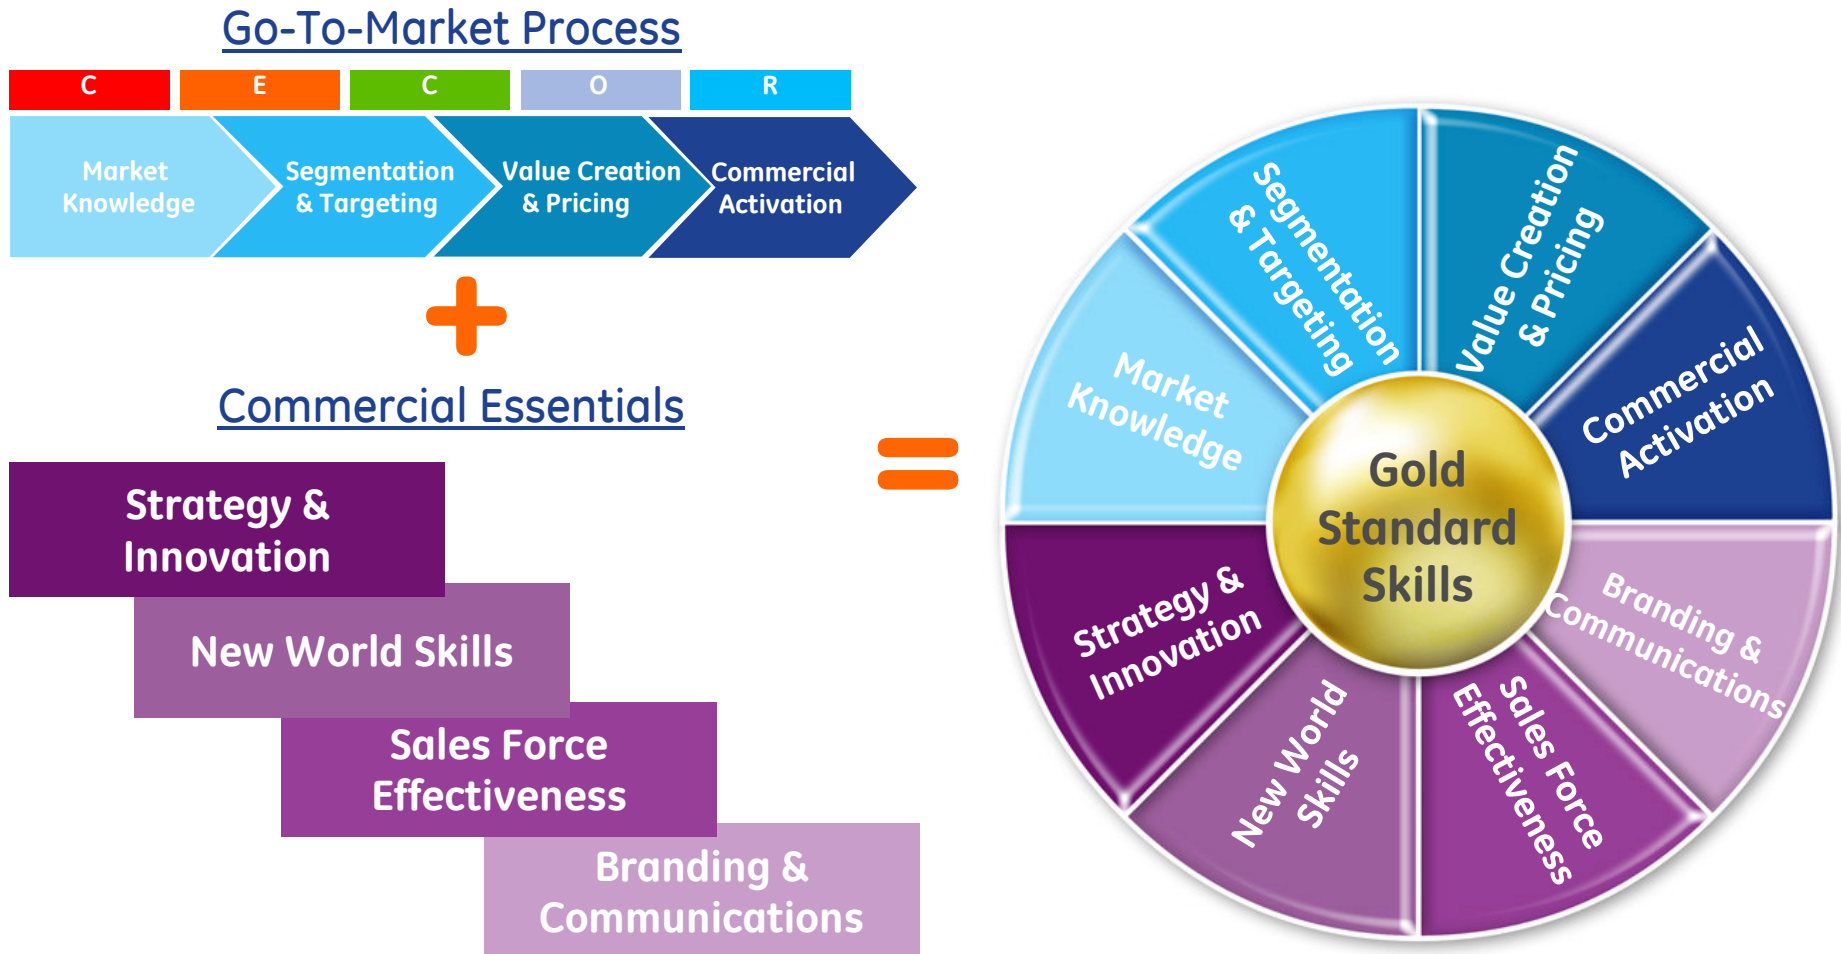 Go-To-Market Process
C E C O R
Market
Knowledge
Segmentation
& Targeting
Value Creation
& Pricing
Commercial
Activation
Commercial Essentials
Strategy &
Innovation
New World Skills
Sales Force
Effectiveness
Branding &
Communications
Segmentation
& Targeting
Value Creation
& Pricing
Market
Knowledge
Commercial
Activation
Gold
Standard
Skills
Strategy &
Innovation
Branding &
Communications
New World
Skills
Sales Force
Effectiveness